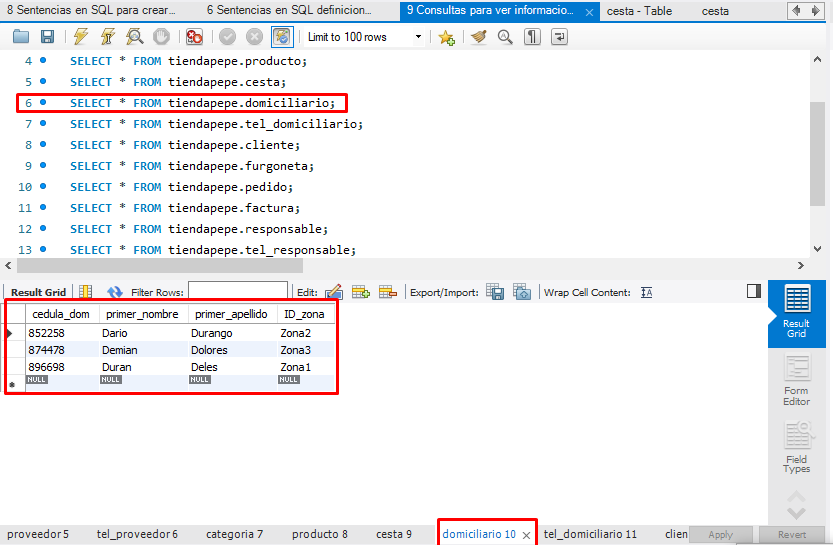 8 Sentencias en SQL para crear... 6 Sentencias en SQL definicion... 9 Consultas para ver informacio... × cesta - Table cesta
Limit to 100 rows
4 SELECT * FROM tiendapepe.producto;
5 SELECT * FROM tiendapepe.cesta;
6 SELECT * FROM tiendapepe.domiciliario;
7 SELECT * FROM tiendapepe.tel_domiciliario;
8 SELECT * FROM tiendapepe.cliente;
9 SELECT * FROM tiendapepe.furgoneta;
10 SELECT * FROM tiendapepe.pedido;
11 SELECT * FROM tiendapepe.factura;
12 SELECT * FROM tiendapepe.responsable;
13 SELECT * FROM tiendapepe.tel_responsable;
Result Grid Filter Rows: Edit: Export/Import: Wrap Cell Content:
cedula_dom primer_nombre primer_apellido ID_zona
852258 Dario Durango Zona2
874478 Demian Dolores Zona3
896698 Duran Deles Zona1
NULL NULL NULL NULL
Result
Grid
Form
Editor
Field
Types
proveedor 5 tel_proveedor 6 categoria 7 producto 8 cesta 9 domiciliario 10 × tel_domiciliario 11 clien Apply Revert